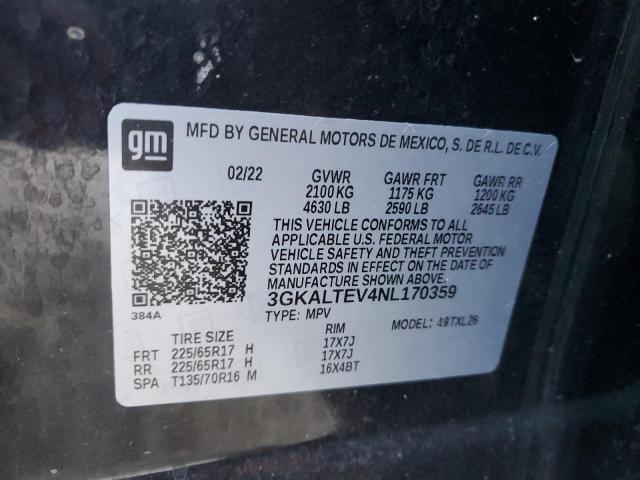 gm
MFD BY GENERAL MOTORS DE MEXICO, S. DE R.L. DE C.V.
02/22 GVWR GAWR FRT GAWR RR
2100 KG 1175 KG 1200 KG
4630 LB 2590 LB 2645 LB
THIS VEHICLE CONFORMS TO ALL
APPLICABLE U.S. FEDERAL MOTOR
VEHICLE SAFETY AND THEFT PREVENTION
STANDARDS IN EFFECT ON THE DATE OF
MANUFACTURE SHOWN ABOVE.
3GKALTEV4NL170359
384A
TYPE: MPV MODEL: 49TXL26
TIRE SIZE RIM
FRT 225/65R17 H 17X7J
RR 225/65R17 H 17X7J
SPA T135/70R16 M 16X4BT